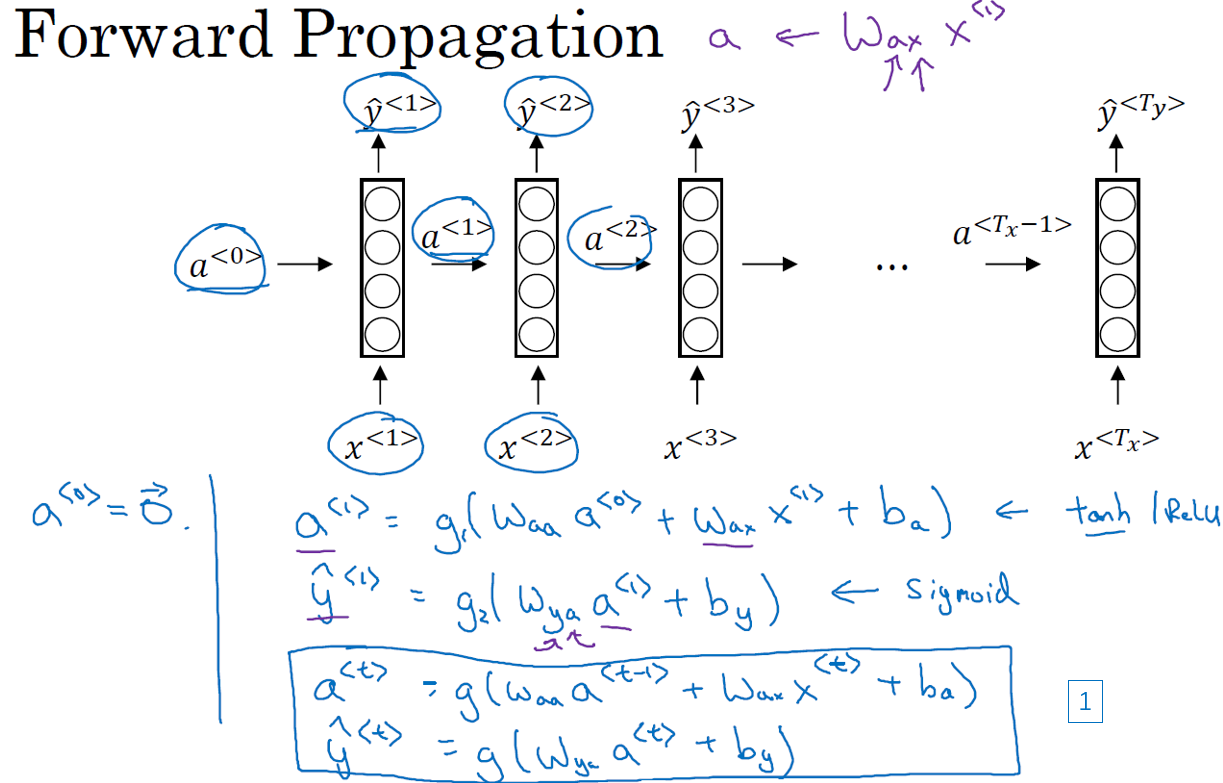 Forward Propagation
a ← Wax x<1>
ŷ<1> ŷ<2> ŷ<3> ŷ<Ty>
a<0> a<1> a<2> ... a<Tx−1>
x<1> x<2> x<3> x<Tx>
a<0> = 0⃗.
a<1> = g₁(Waa a<0> + Wax x<1> + ba) ← tanh | ReLU
ŷ<1> = g₂(Wya a<1> + by) ← Sigmoid
a<t> = g(Waa a<t-1> + Wax x<t> + ba)
ŷ<t> = g(Wya a<t> + by)
1